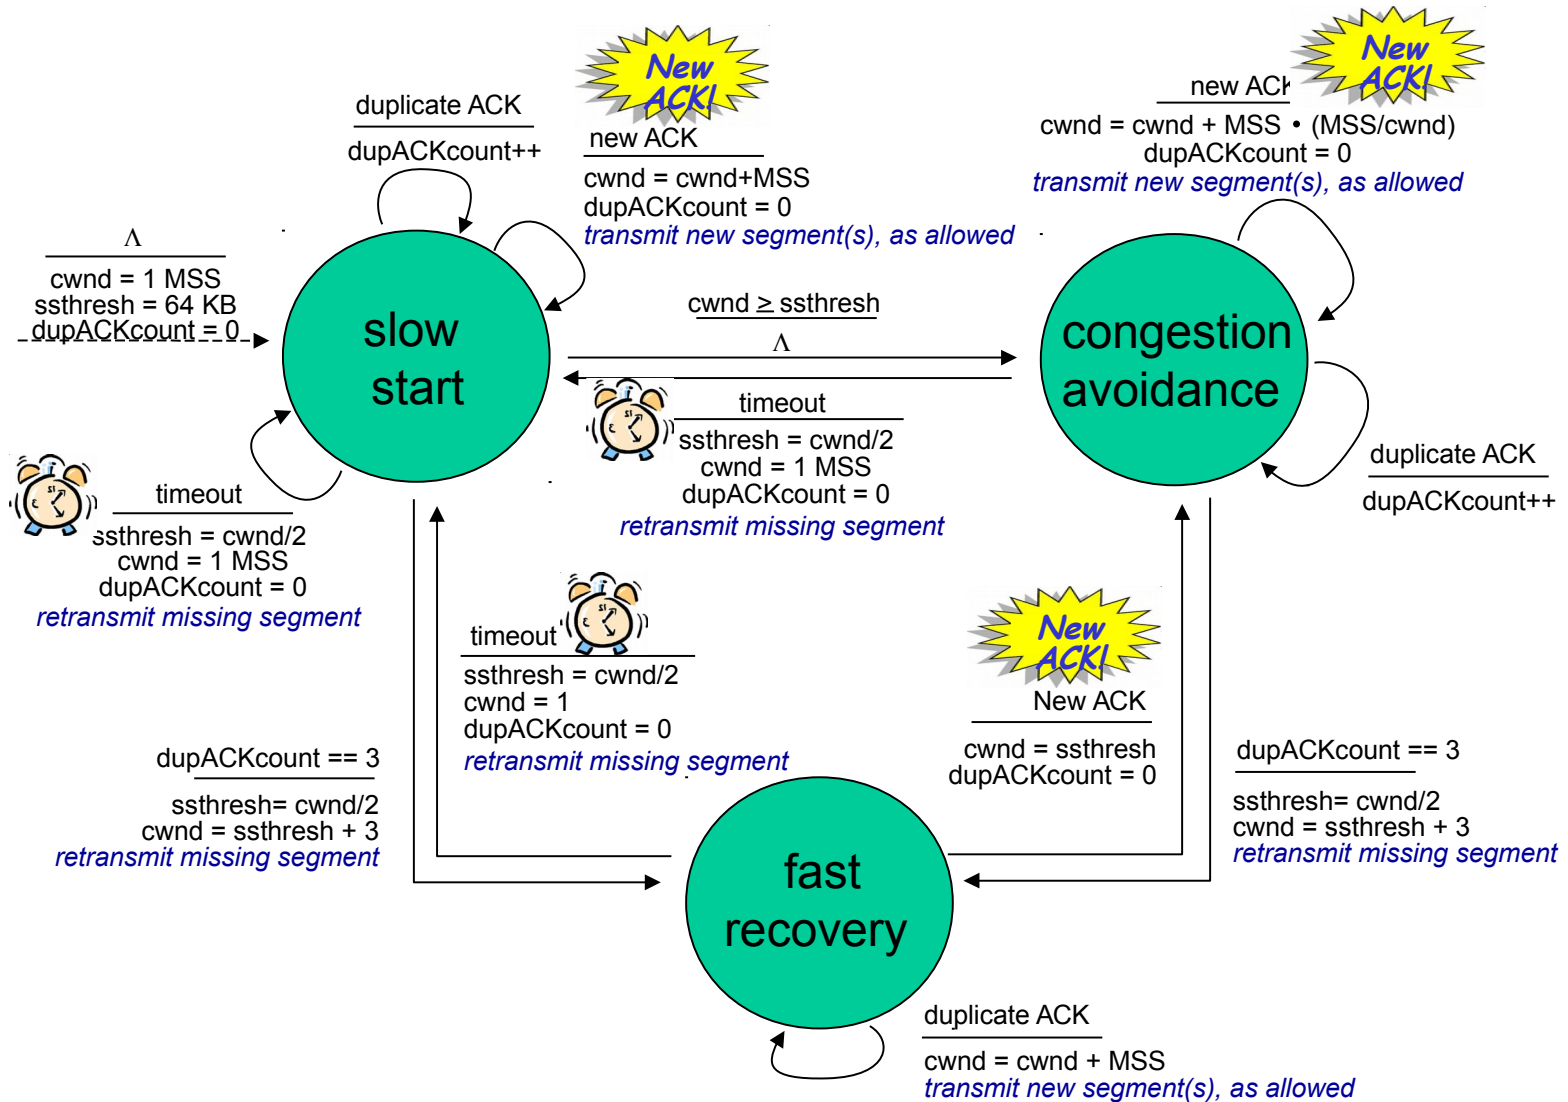 New
ACK!
duplicate ACK
dupACKcount++
new ACK
cwnd = cwnd+MSS
dupACKcount = 0
transmit new segment(s), as allowed
New
ACK!
new ACK
cwnd = cwnd + MSS • (MSS/cwnd)
dupACKcount = 0
transmit new segment(s), as allowed
Λ
cwnd = 1 MSS
ssthresh = 64 KB
dupACKcount = 0
slow
start
cwnd ≥ ssthresh
Λ
congestion
avoidance
timeout
ssthresh = cwnd/2
cwnd = 1 MSS
dupACKcount = 0
retransmit missing segment
duplicate ACK
dupACKcount++
timeout
ssthresh = cwnd/2
cwnd = 1 MSS
dupACKcount = 0
retransmit missing segment
timeout
ssthresh = cwnd/2
cwnd = 1
dupACKcount = 0
retransmit missing segment
New
ACK!
New ACK
cwnd = ssthresh
dupACKcount = 0
dupACKcount == 3
ssthresh= cwnd/2
cwnd = ssthresh + 3
retransmit missing segment
dupACKcount == 3
ssthresh= cwnd/2
cwnd = ssthresh + 3
retransmit missing segment
fast
recovery
duplicate ACK
cwnd = cwnd + MSS
transmit new segment(s), as allowed